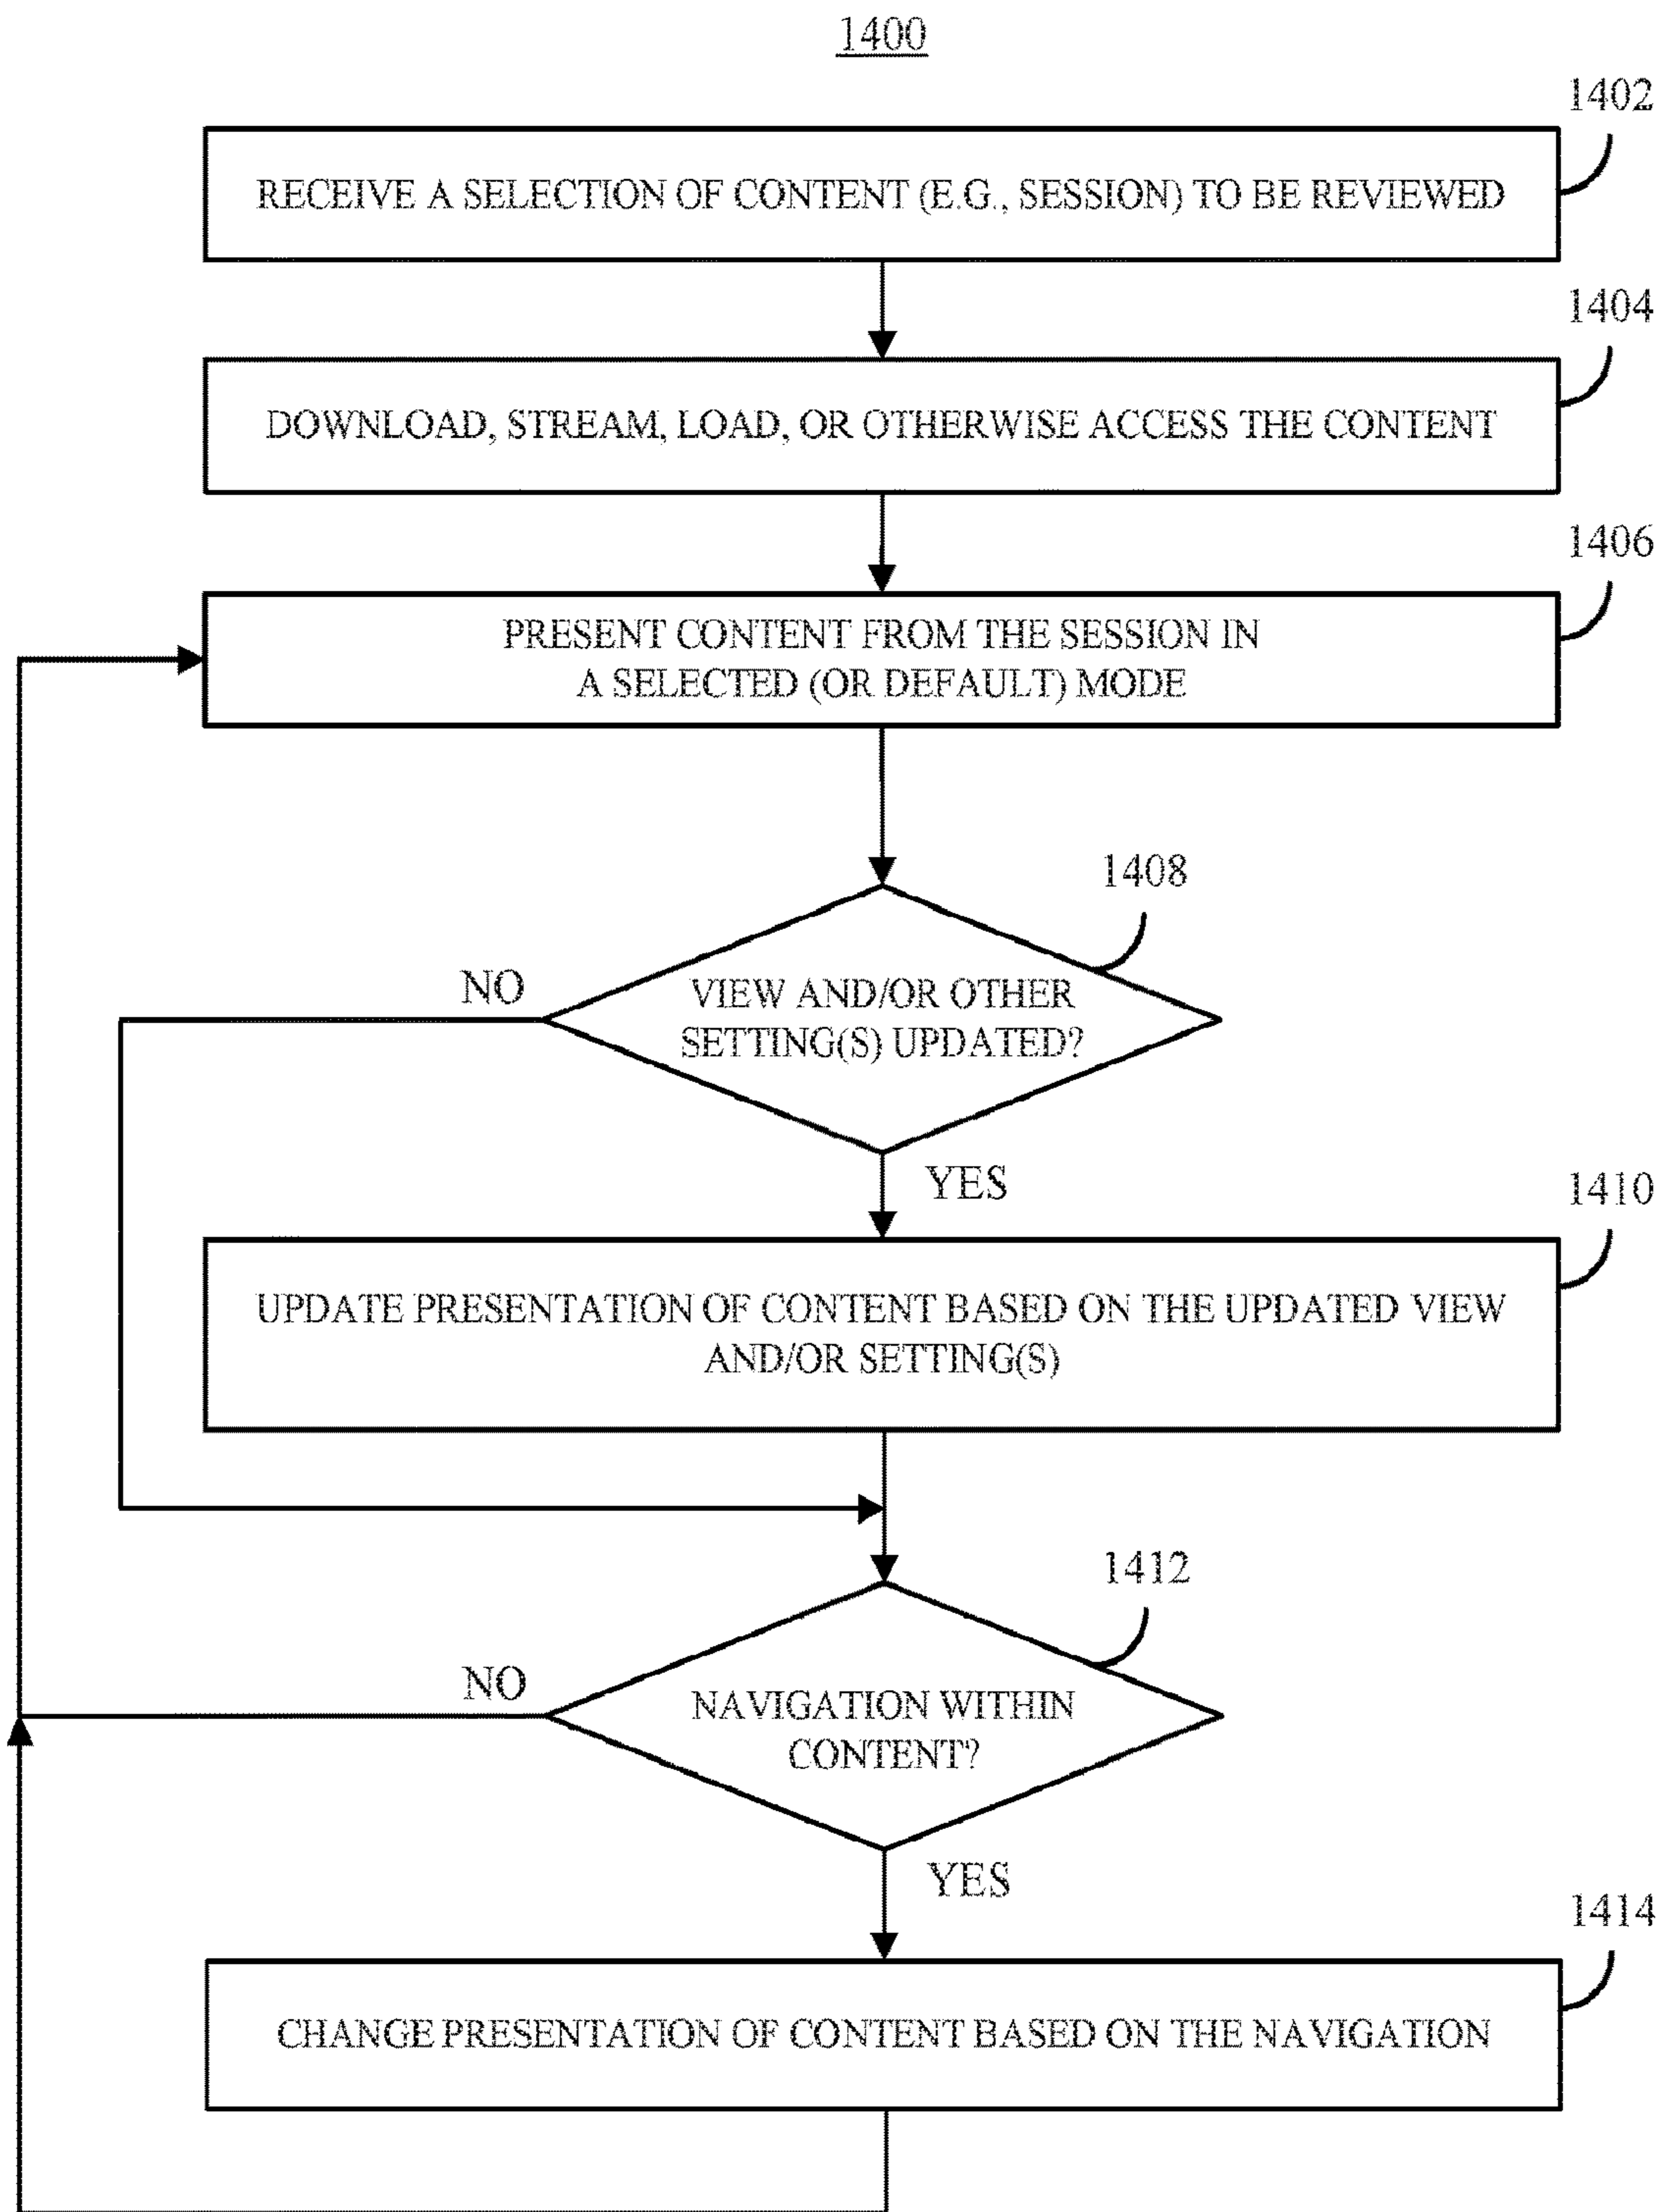 1400
1402
RECEIVE A SELECTION OF CONTENT (E.G., SESSION) TO BE REVIEWED
1404
DOWNLOAD, STREAM, LOAD, OR OTHERWISE ACCESS THE CONTENT
1406
PRESENT CONTENT FROM THE SESSION IN
A SELECTED (OR DEFAULT) MODE
1408
NO
VIEW AND/OR OTHER
SETTING(S) UPDATED?
YES
1410
UPDATE PRESENTATION OF CONTENT BASED ON THE UPDATED VIEW
AND/OR SETTING(S)
1412
NO
NAVIGATION WITHIN
CONTENT?
YES
1414
CHANGE PRESENTATION OF CONTENT BASED ON THE NAVIGATION